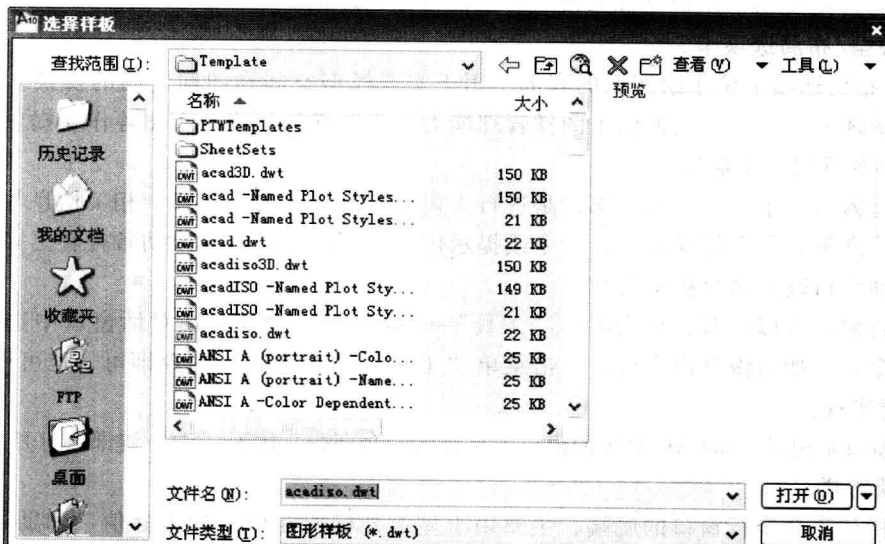 选择样板
查找范围(I):
Template
查看(V)
工具(L)
名称
大小
预览
PTWTemplates
SheetSets
acad3D.dwt 150 KB
acad -Named Plot Styles... 150 KB
acad -Named Plot Styles... 21 KB
acad.dwt 22 KB
acadiso3D.dwt 150 KB
acadISO -Named Plot Sty... 149 KB
acadISO -Named Plot Sty... 21 KB
acadiso.dwt 22 KB
ANSI A (portrait) -Colo... 25 KB
ANSI A (portrait) -Name... 25 KB
ANSI A -Color Dependent... 25 KB
历史记录
我的文档
收藏夹
FTP
桌面
文件名(N): acadiso.dwt
打开(O)
文件类型(T): 图形样板 (*.dwt)
取消